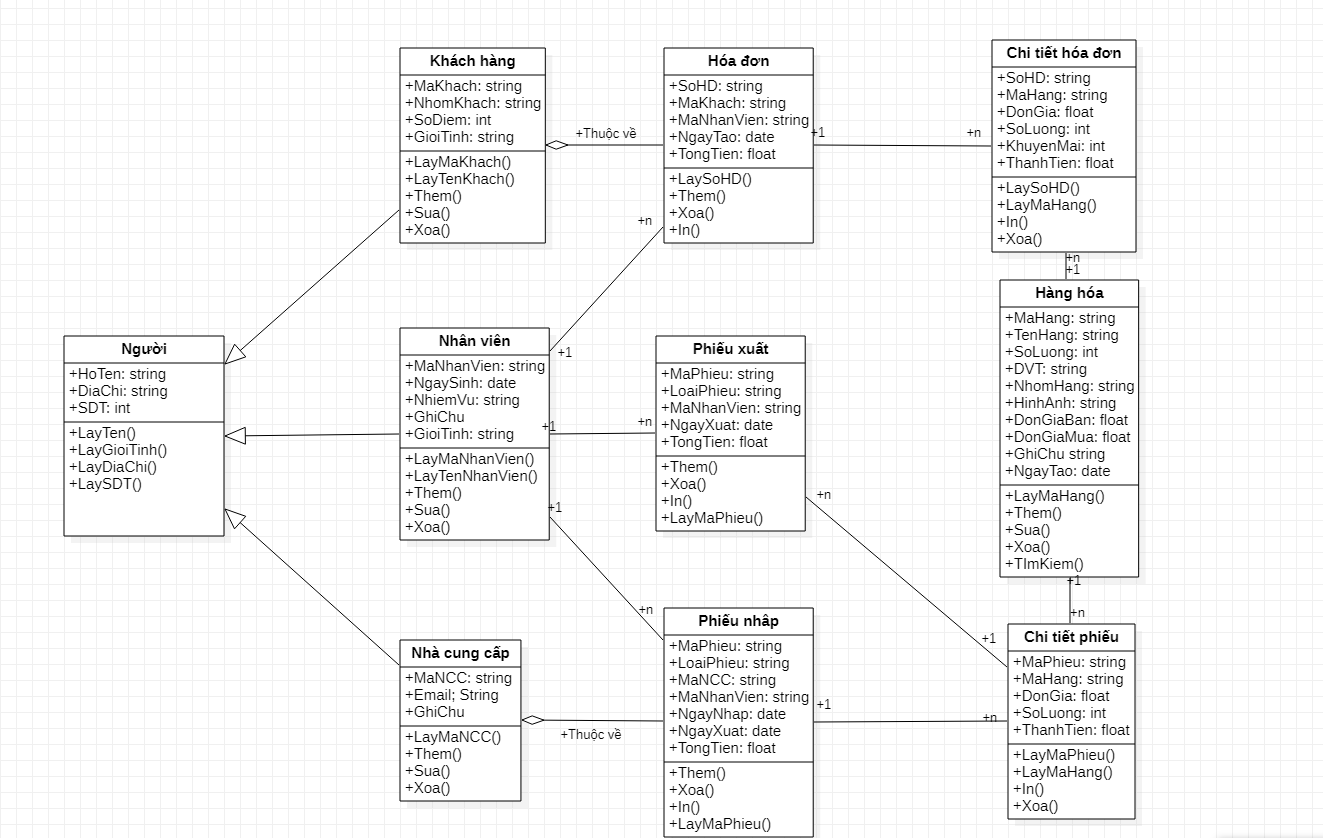 Khách hàng
+MaKhach: string
+NhomKhach: string
+SoDiem: int
+GioiTinh: string
+LayMaKhach()
+LayTenKhach()
+Them()
+Sua()
+Xoa()
+Thuộc về
Hóa đơn
+SoHD: string
+MaKhach: string
+MaNhanVien: string
+NgayTao: date
+TongTien: float
+LaySoHD()
+Them()
+Xoa()
+In()
+1
+n
Chi tiết hóa đơn
+SoHD: string
+MaHang: string
+DonGia: float
+SoLuong: int
+KhuyenMai: int
+ThanhTien: float
+LaySoHD()
+LayMaHang()
+In()
+Xoa()
+n
+1
+n
+1
Người
+HoTen: string
+DiaChi: string
+SDT: int
+LayTen()
+LayGioiTinh()
+LayDiaChi()
+LaySDT()
Nhân viên
+MaNhanVien: string
+NgaySinh: date
+NhiemVu: string
+GhiChu
+GioiTinh: string
+LayMaNhanVien()
+LayTenNhanVien()
+Them()
+Sua()
+Xoa()
+1
+n
Phiếu xuất
+MaPhieu: string
+LoaiPhieu: string
+MaNhanVien: string
+NgayXuat: date
+TongTien: float
+Them()
+Xoa()
+In()
+LayMaPhieu()
+n
+1
Hàng hóa
+MaHang: string
+TenHang: string
+SoLuong: int
+DVT: string
+NhomHang: string
+HinhAnh: string
+DonGiaBan: float
+DonGiaMua: float
+GhiChu string
+NgayTao: date
+LayMaHang()
+Them()
+Sua()
+Xoa()
+TImKiem()
+1
+n
+1
+n
Nhà cung cấp
+MaNCC: string
+Email; String
+GhiChu
+LayMaNCC()
+Them()
+Sua()
+Xoa()
+Thuộc về
Phiếu nhâp
+MaPhieu: string
+LoaiPhieu: string
+MaNCC: string
+MaNhanVien: string
+NgayNhap: date
+NgayXuat: date
+TongTien: float
+Them()
+Xoa()
+In()
+LayMaPhieu()
+1
+n
Chi tiết phiếu
+MaPhieu: string
+MaHang: string
+DonGia: float
+SoLuong: int
+ThanhTien: float
+LayMaPhieu()
+LayMaHang()
+In()
+Xoa()